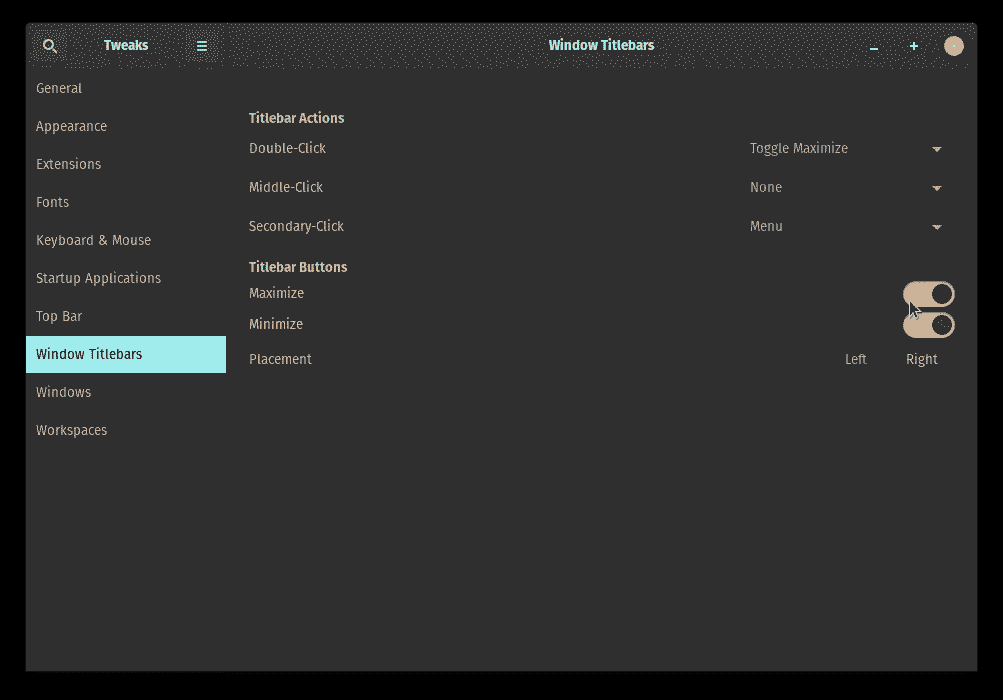 Tweaks
Window Titlebars
General
Appearance
Extensions
Fonts
Keyboard & Mouse
Startup Applications
Top Bar
Window Titlebars
Windows
Workspaces
Titlebar Actions
Double-Click Toggle Maximize
Middle-Click None
Secondary-Click Menu
Titlebar Buttons
Maximize
Minimize
Placement Left Right